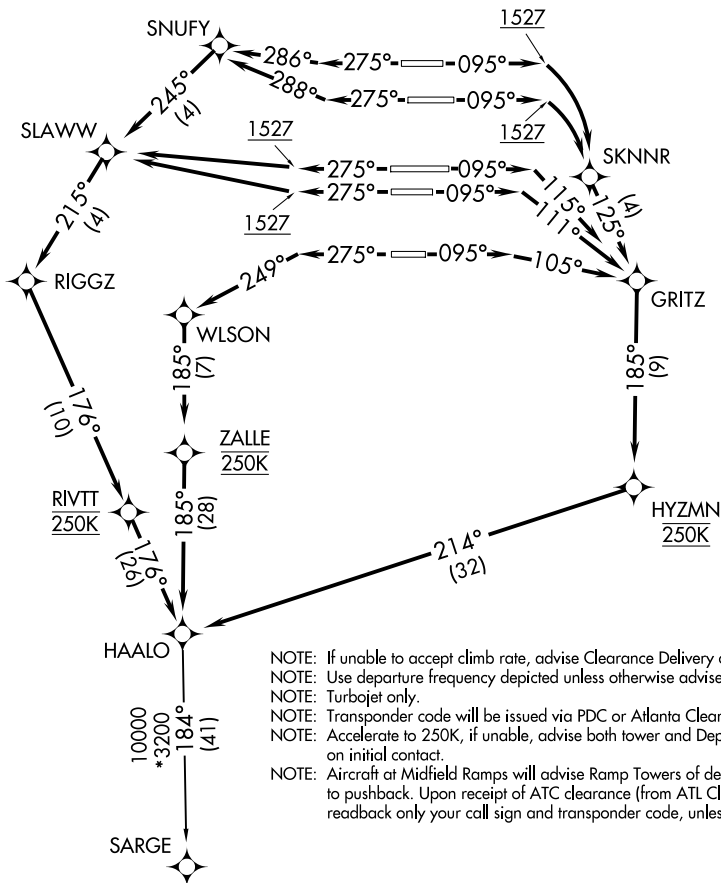 SNUFY
1527
286°
275°
095°
288°
275°
095°
1527
245°
(4)
SLAWW
1527
275°
095°
SKNNR
275°
095°
1527
115°
111°
125°
(4)
215°
(4)
RIGGZ
249°
275°
095°
105°
GRITZ
WLSON
185°
(7)
185°
(9)
176°
(10)
ZALLE
250K
RIVTT
250K
185°
(28)
HYZMN
250K
176°
(26)
214°
(32)
HAALO
NOTE: If unable to accept climb rate, advise Clearance Delivery
NOTE: Use departure frequency depicted unless otherwise advise
NOTE: Turbojet only.
NOTE: Transponder code will be issued via PDC or Atlanta Clear
NOTE: Accelerate to 250K, if unable, advise both tower and Dep
on initial contact.
NOTE: Aircraft at Midfield Ramps will advise Ramp Towers of de
to pushback. Upon receipt of ATC clearance (from ATL Cl
readback only your call sign and transponder code, unles
10000
*3200
184°
(41)
SARGE